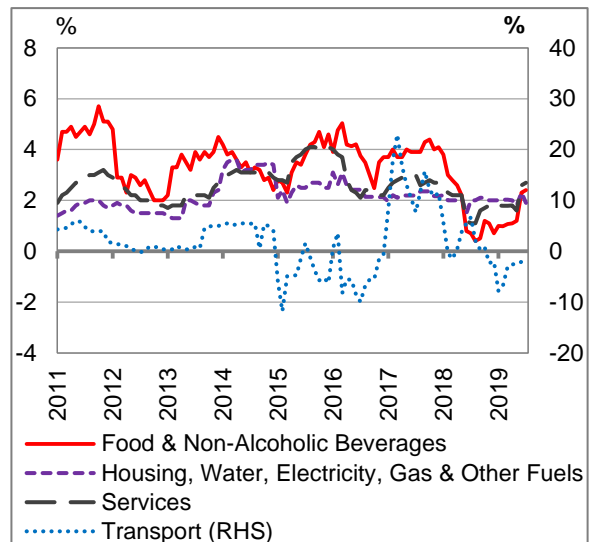 % %
8 40
6 30
4 20
2 10
0 0
-2 -10
-4 -20
2011 2012 2013 2014 2015 2016 2017 2018 2019
Food & Non-Alcoholic Beverages
Housing, Water, Electricity, Gas & Other Fuels
Services
Transport (RHS)